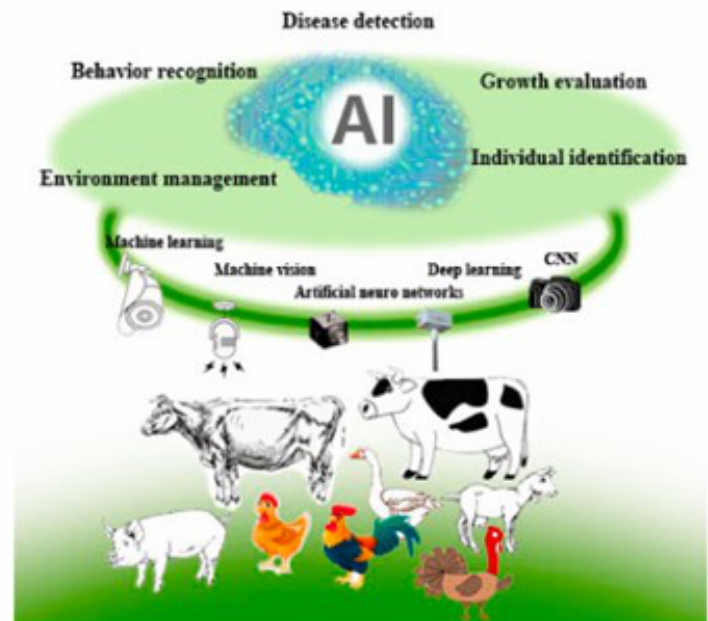 Disease detection
Behavior recognition
Growth evaluation
AI
Individual identification
Environment management
Machine learning
Machine vision
Deep learning
CNN
Artificial neuro networks